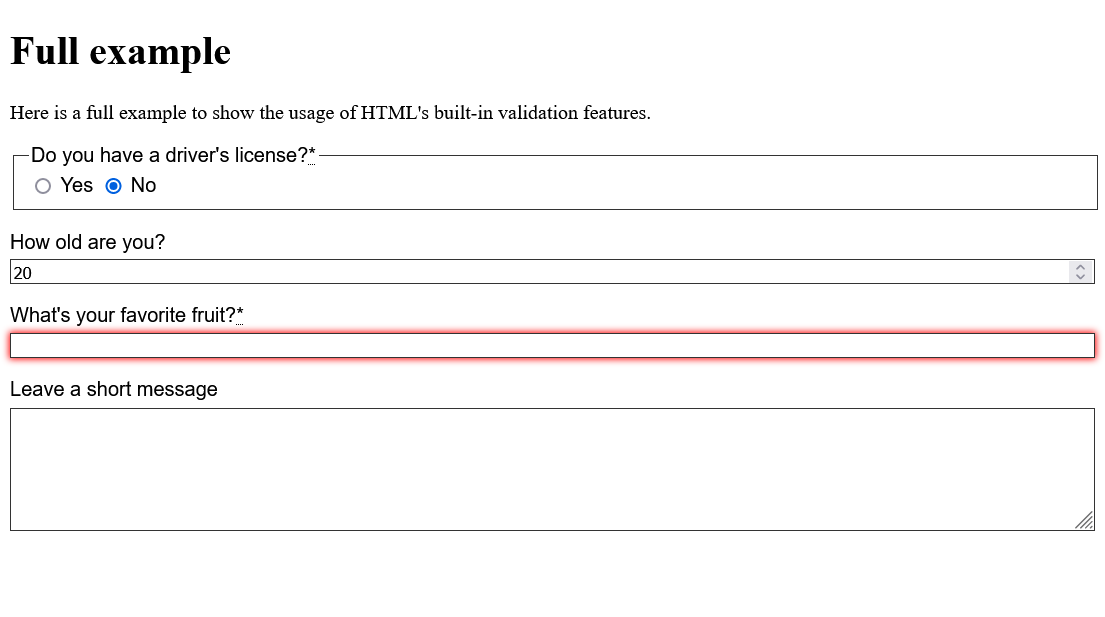 Full example
Here is a full example to show the usage of HTML's built-in validation features.
Do you have a driver's license?*
Yes No
How old are you?
20
What's your favorite fruit?*
Leave a short message